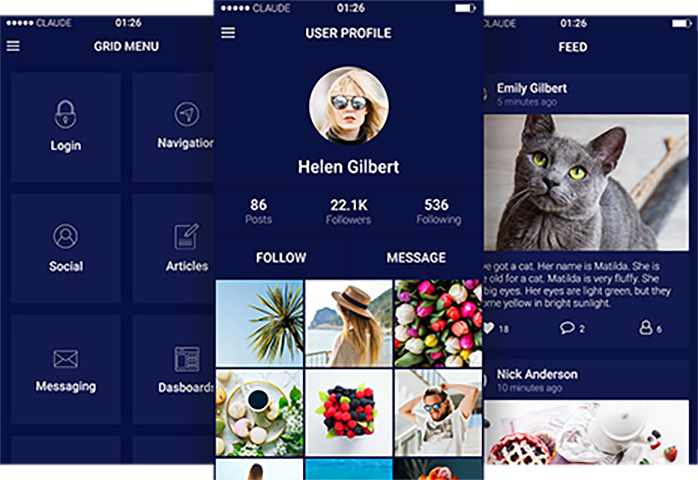 CLAUDE 01:26
GRID MENU
Login
Navigation
Social
Articles
Messaging
Dasboards
CLAUDE 01:26
USER PROFILE
Helen Gilbert
86
Posts
22.1K
Followers
536
Following
FOLLOW
MESSAGE
CLAUDE 01:26
FEED
Emily Gilbert
5 minutes ago
got a cat. Her name is Matilda. She is
old for a cat. Matilda is very fluffy. She
big eyes. Her eyes are light green, but they
yellow in bright sunlight.
18
2
6
Nick Anderson
10 minutes ago